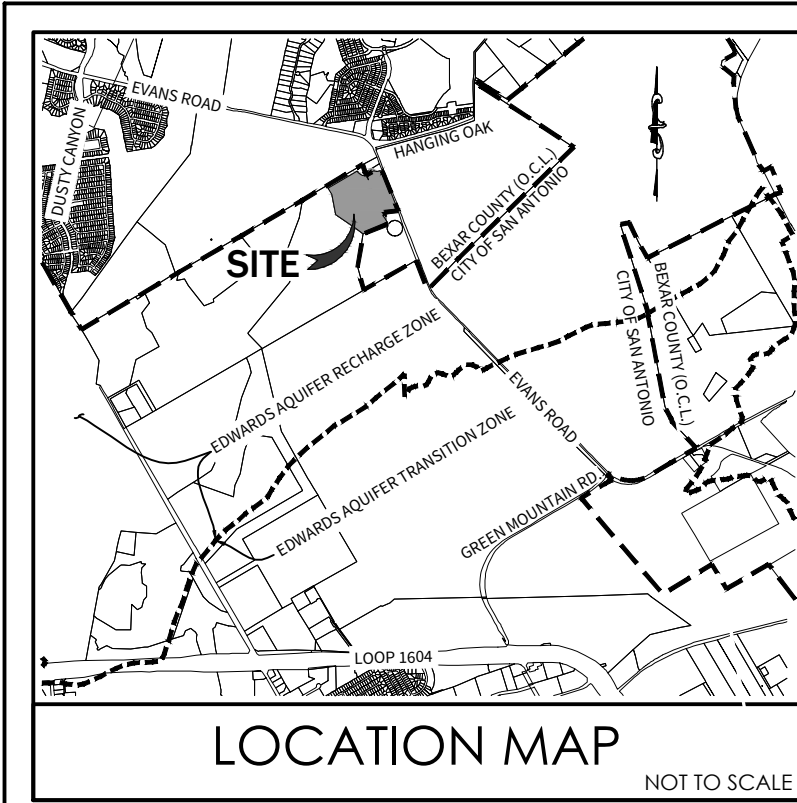 EVANS ROAD
DUSTY CANYON
HANGING OAK
BEXAR COUNTY (O.C.L.)
CITY OF SAN ANTONIO
SITE
BEXAR COUNTY (O.C.L.)
CITY OF SAN ANTONIO
EDWARDS AQUIFER RECHARGE ZONE
EVANS ROAD
EDWARDS AQUIFER TRANSITION ZONE
GREEN MOUNTAIN RD.
LOOP 1604
LOCATION MAP
NOT TO SCALE